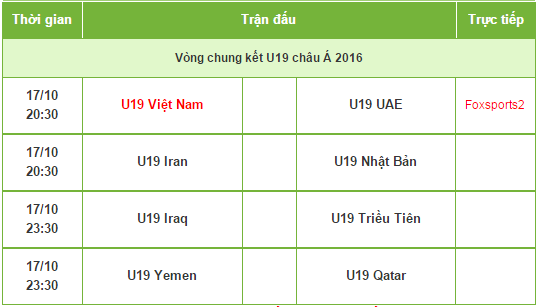 Thời gian Trận đấu Trực tiếp
Vòng chung kết U19 châu Á 2016
17/10
20:30
U19 Việt Nam U19 UAE Foxsports2
17/10
20:30
U19 Iran U19 Nhật Bản
17/10
23:30
U19 Iraq U19 Triều Tiên
17/10
23:30
U19 Yemen U19 Qatar